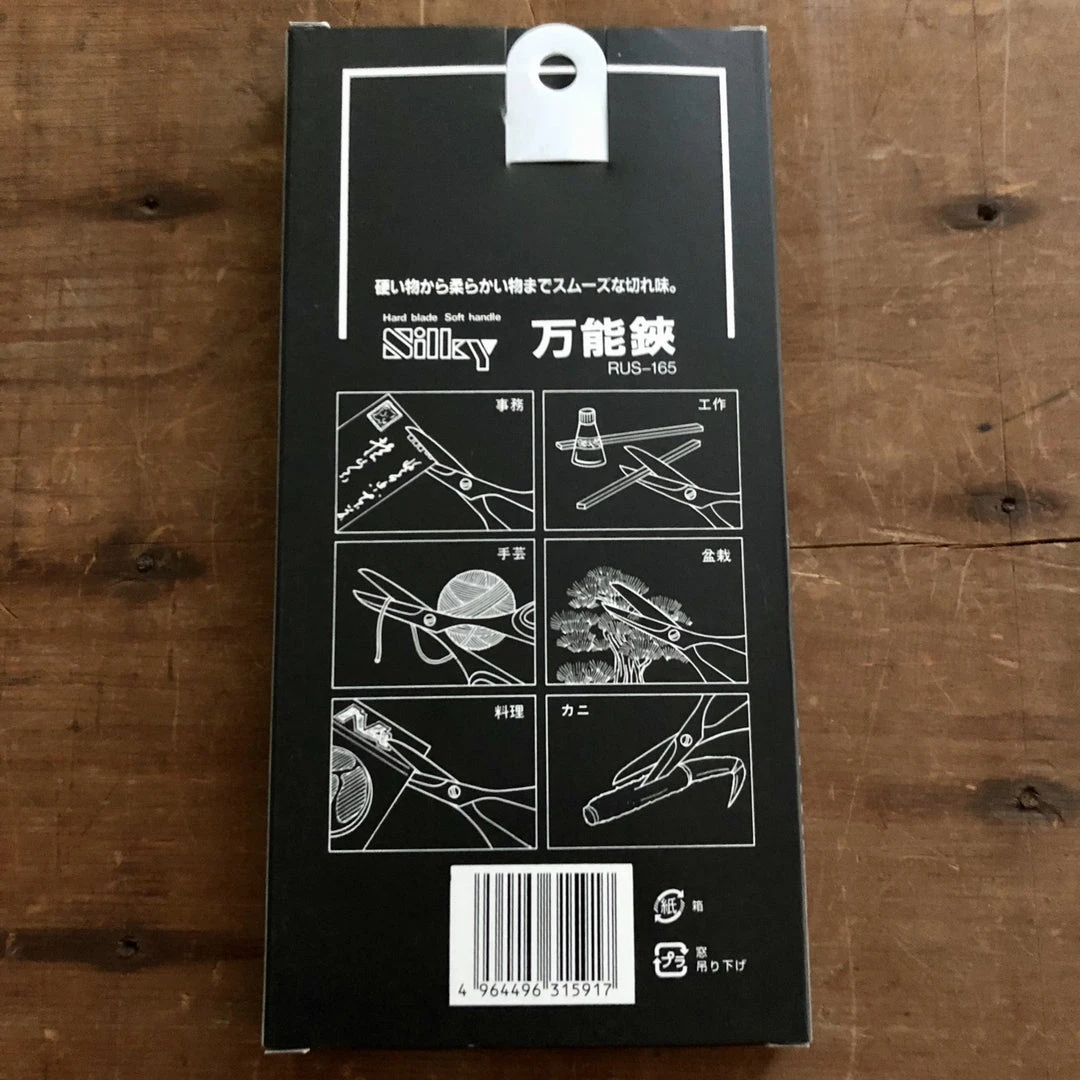 硬い物から柔らかい物までスムーズな切れ味。
Hard blade Soft handle
Silky 万能鋏
RUS-165
事務
工作
手芸
盆栽
料理
カニ
4 964496 315917
紙 箱
プラ 窓
吊り下げ